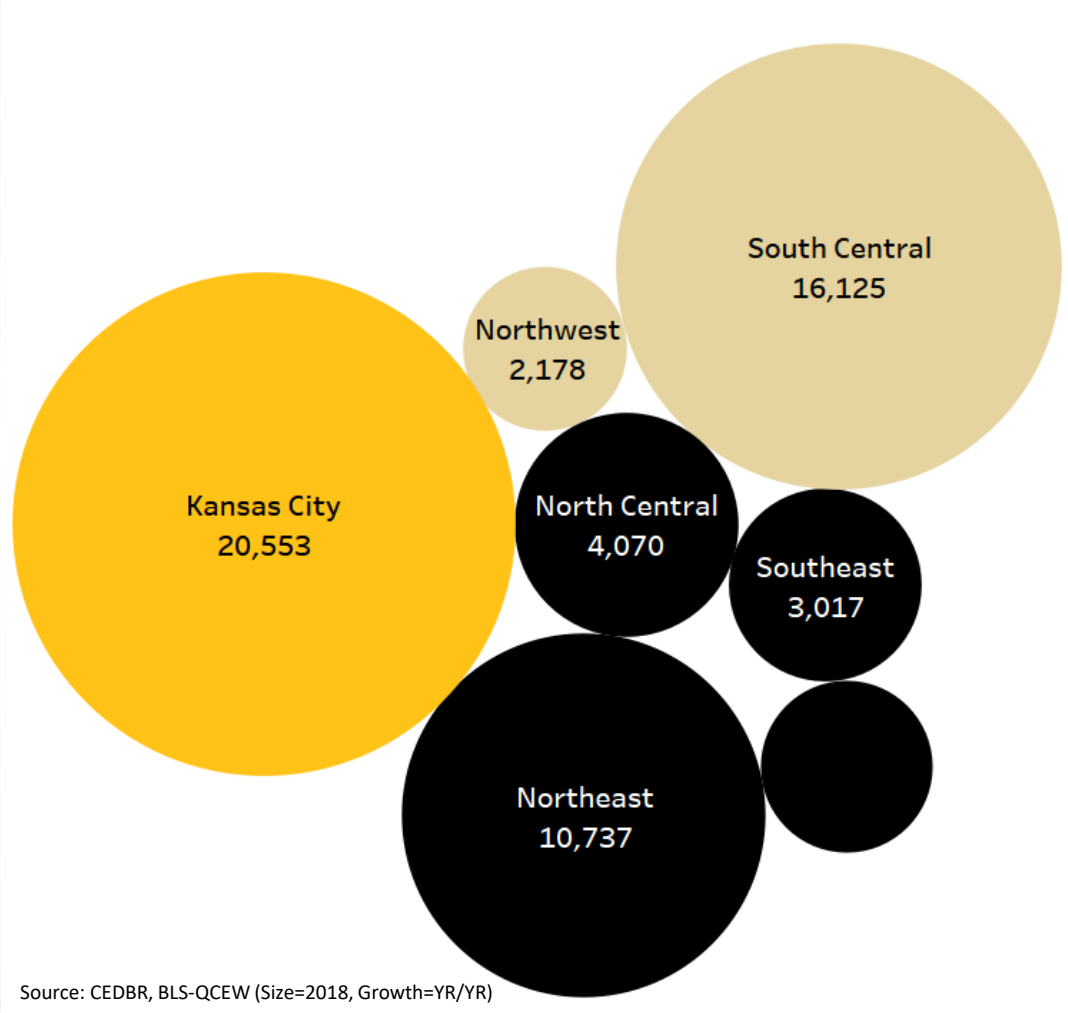 South Central
16,125
Northwest
2,178
Kansas City
20,553
North Central
4,070
Southeast
3,017
Northeast
10,737
Source: CEDBR, BLS-QCEW (Size=2018, Growth=YR/YR)